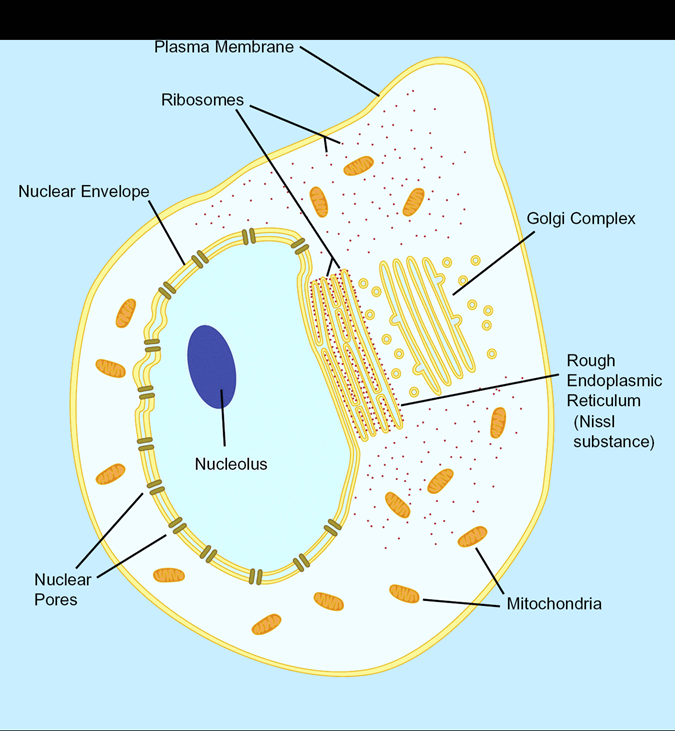 Plasma Membrane
Ribosomes
Nuclear Envelope
Golgi Complex
Rough
Endoplasmic
Reticulum
(Nissl
substance)
Nucleolus
Nuclear
Pores
Mitochondria